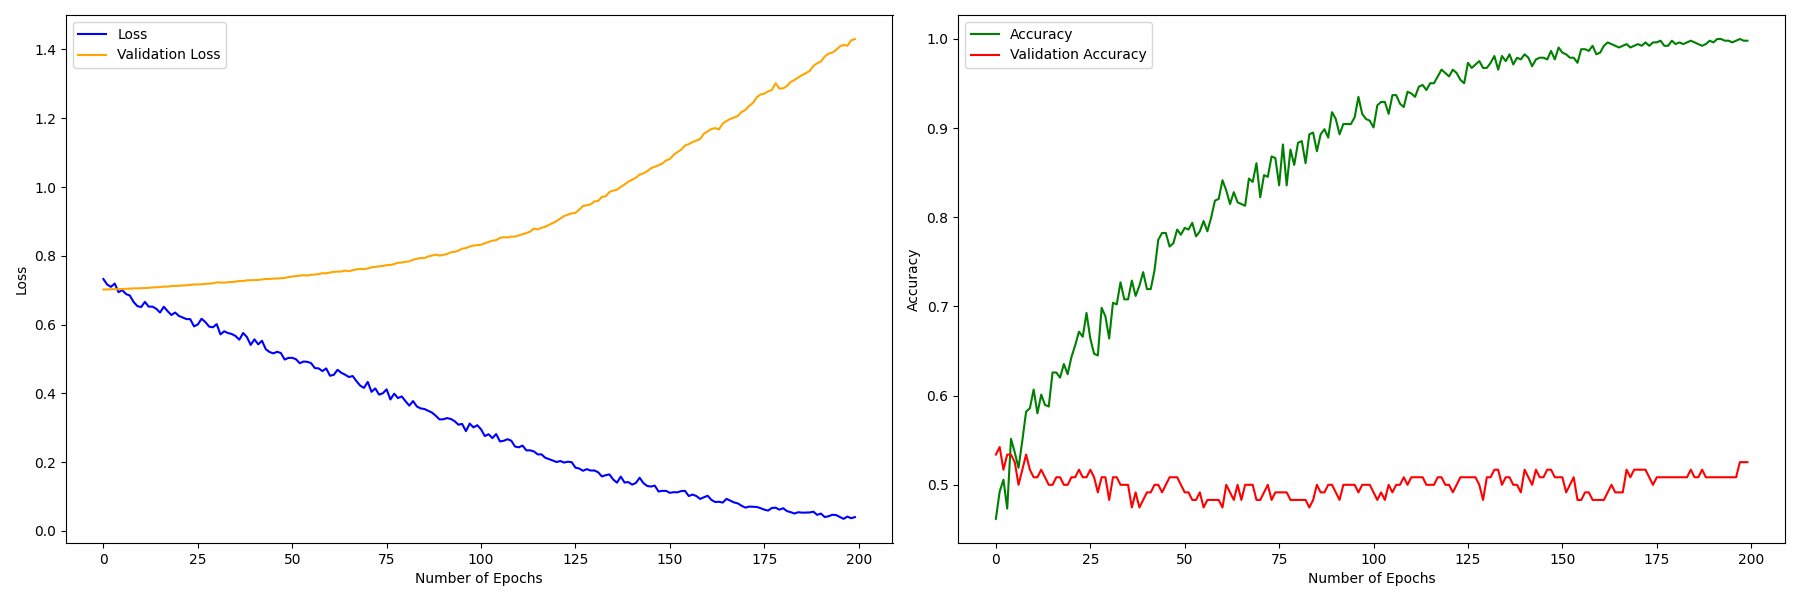 Loss
Validation Loss
1.4
1.2
1.0
0.8
0.6
0.4
0.2
0.0
Loss
0 25 50 75 100 125 150 175 200
Number of Epochs
Accuracy
Validation Accuracy
1.0
0.9
0.8
0.7
0.6
0.5
Accuracy
0 25 50 75 100 125 150 175 200
Number of Epochs